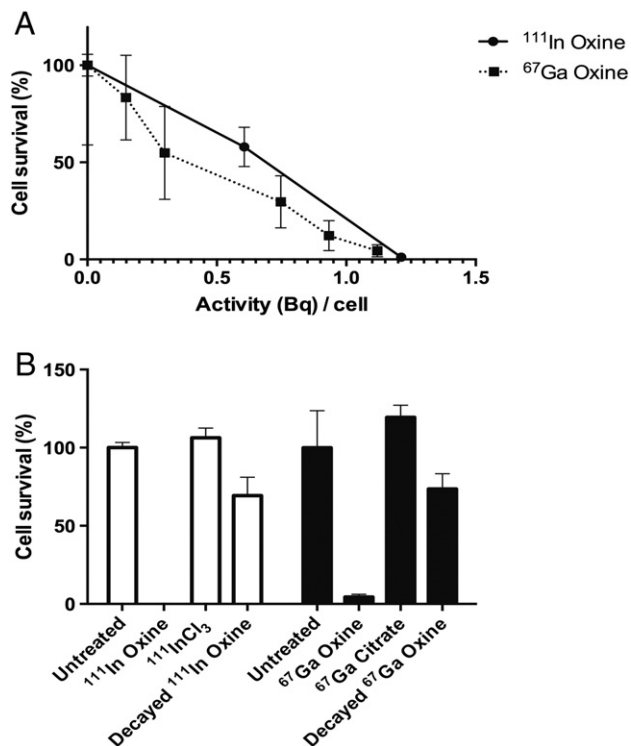 A
¹¹¹In Oxine
⁶⁷Ga Oxine
Cell survival (%)
100
50
0
0.0 0.5 1.0 1.5
Activity (Bq) / cell
B
Cell survival (%)
150
100
50
0
Untreated
¹¹¹In Oxine
¹¹¹InCl₃
Decayed ¹¹¹In Oxine
Untreated
⁶⁷Ga Oxine
⁶⁷Ga Citrate
Decayed ⁶⁷Ga Oxine